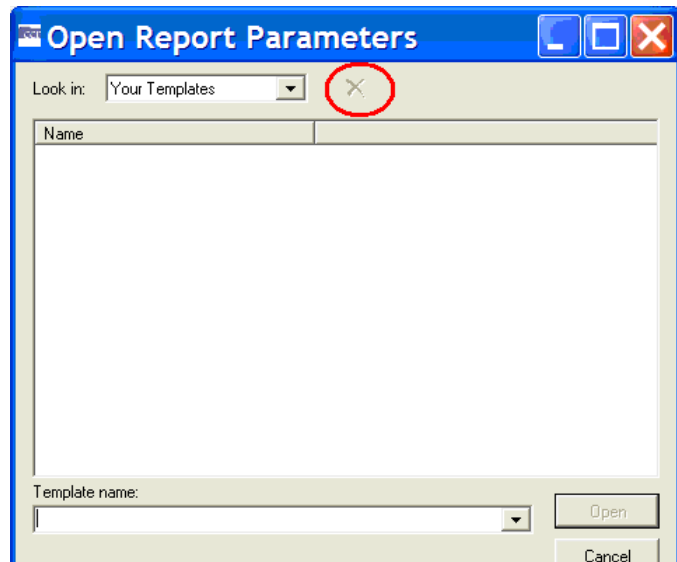 Open Report Parameters
Look in: Your Templates
Name
Template name:
Open
Cancel